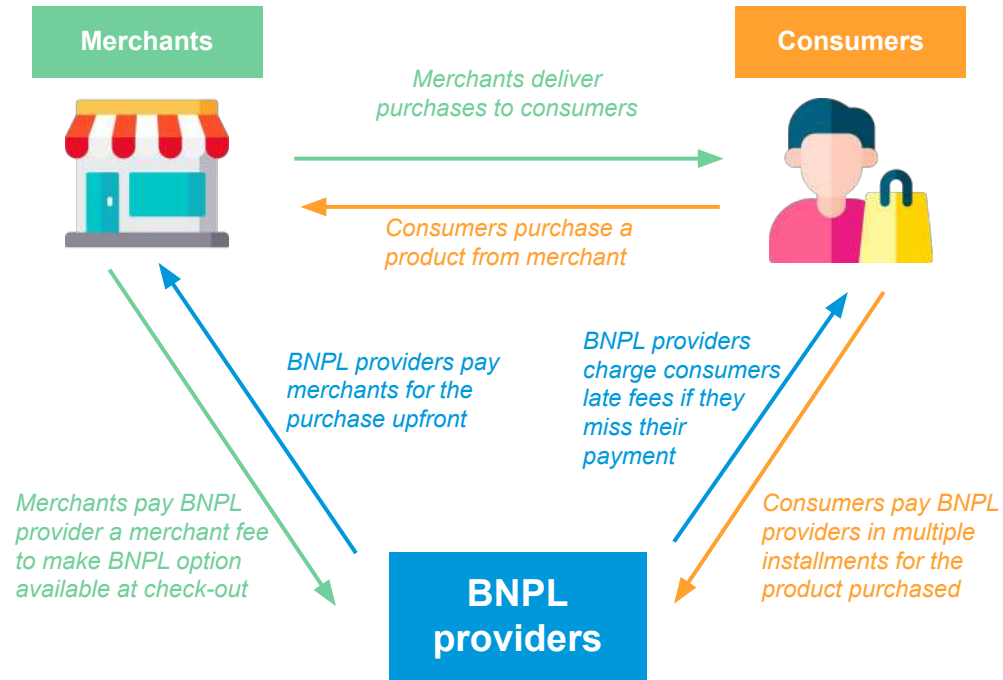 Merchants
Consumers
Merchants deliver
purchases to consumers
Consumers purchase a
product from merchant
BNPL providers pay
merchants for the
purchase upfront
BNPL providers
charge consumers
late fees if they
miss their
payment
Merchants pay BNPL
provider a merchant fee
to make BNPL option
available at check-out
Consumers pay BNPL
providers in multiple
installments for the
product purchased
BNPL
providers